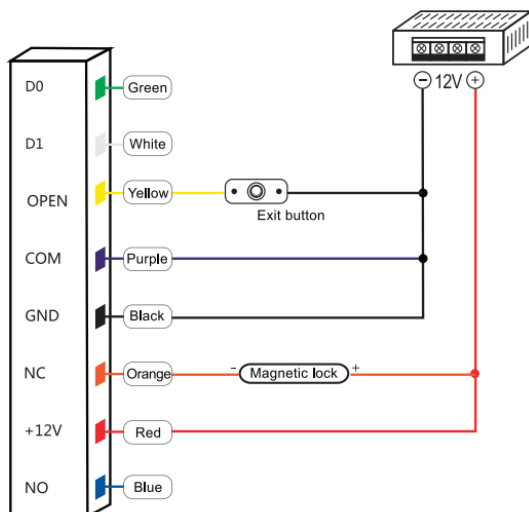 − 12V +
D0 Green
D1 White
OPEN Yellow
Exit button
COM Purple
GND Black
NC Orange - Magnetic lock +
+12V Red
NO Blue